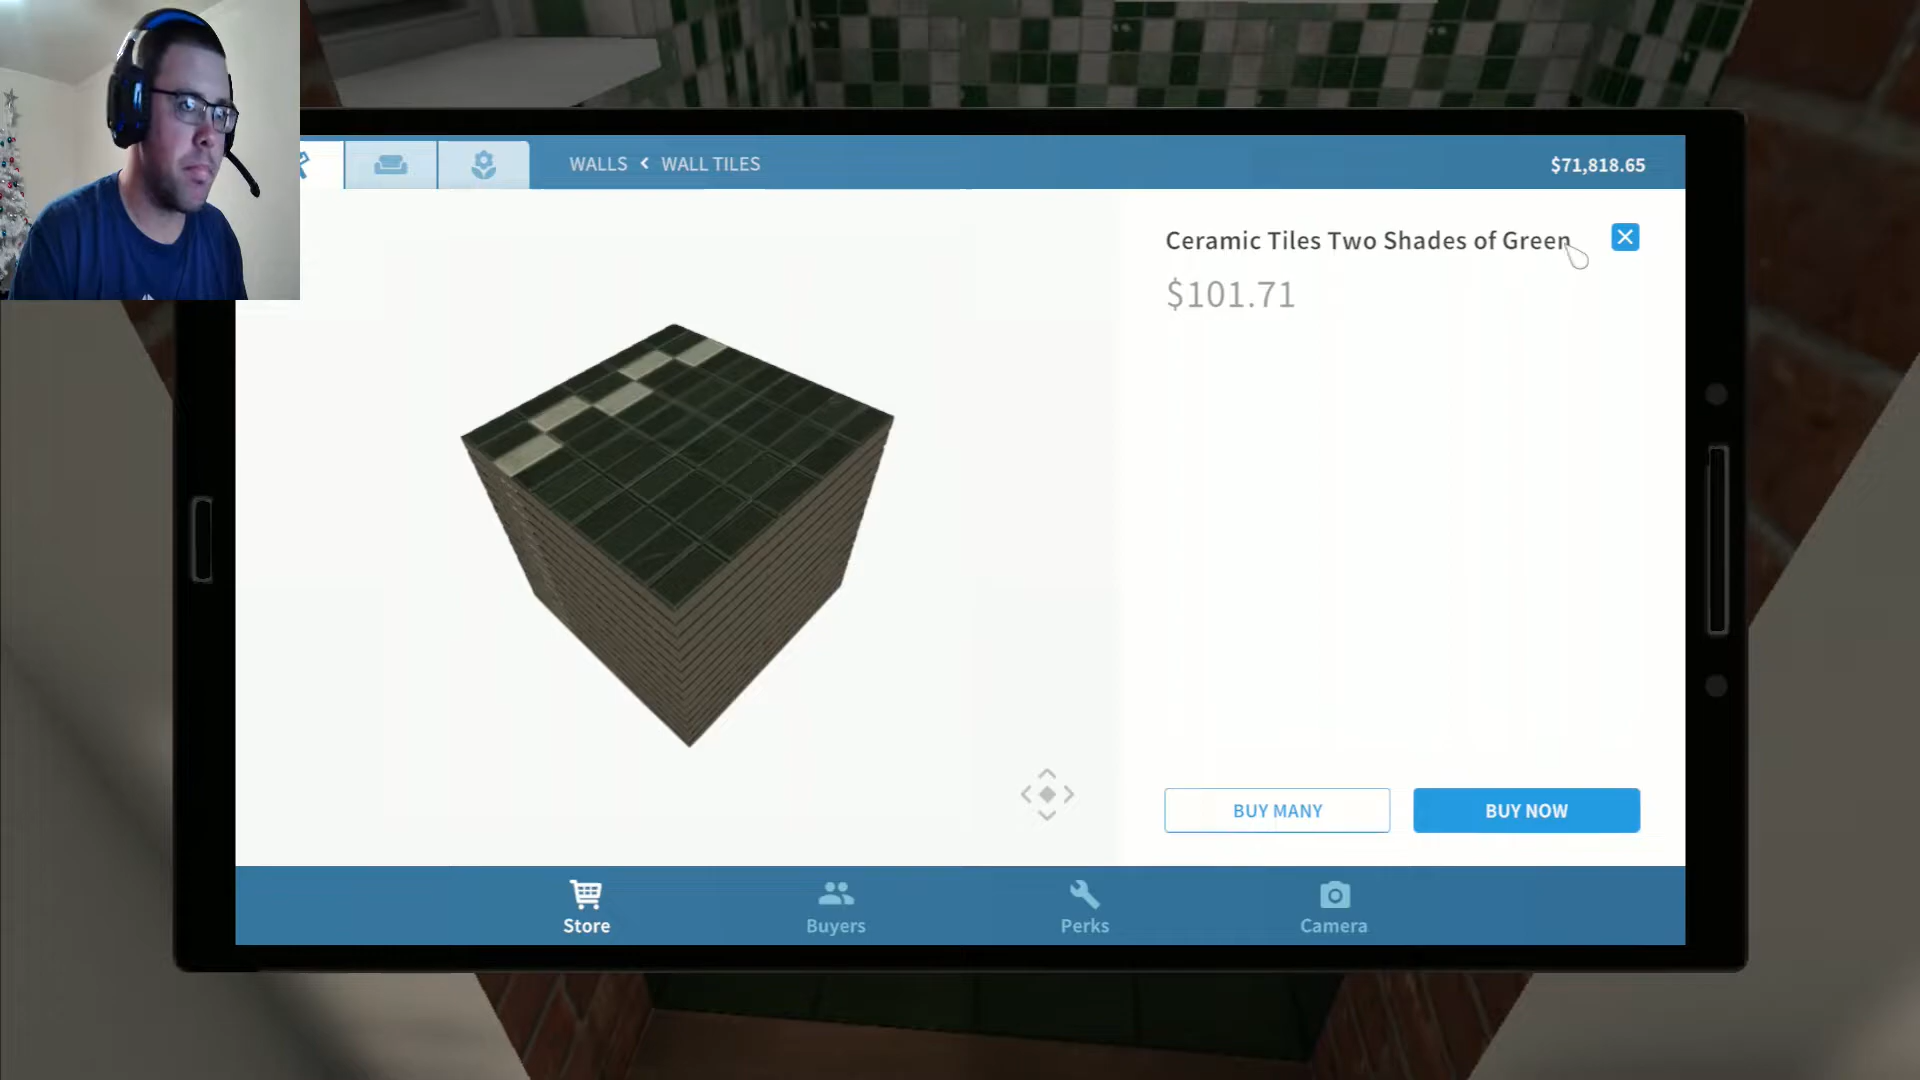 WALLS < WALL TILES
$71,818.65
Ceramic Tiles Two Shades of Green
$101.71
BUY MANY
BUY NOW
Store
Buyers
Perks
Camera